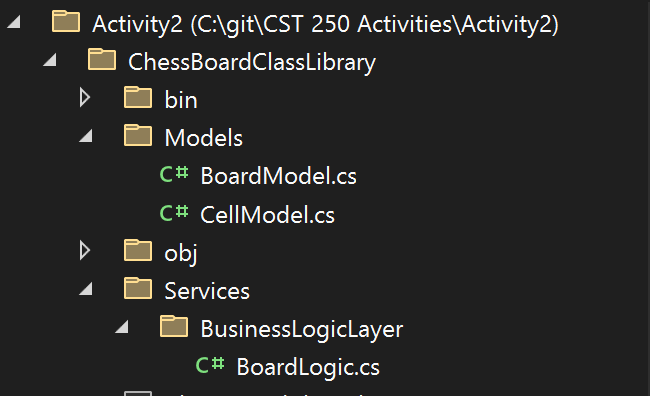 Activity2 (C:\git\CST 250 Activities\Activity2)
ChessBoardClassLibrary
bin
Models
C# BoardModel.cs
C# CellModel.cs
obj
Services
BusinessLogicLayer
C# BoardLogic.cs